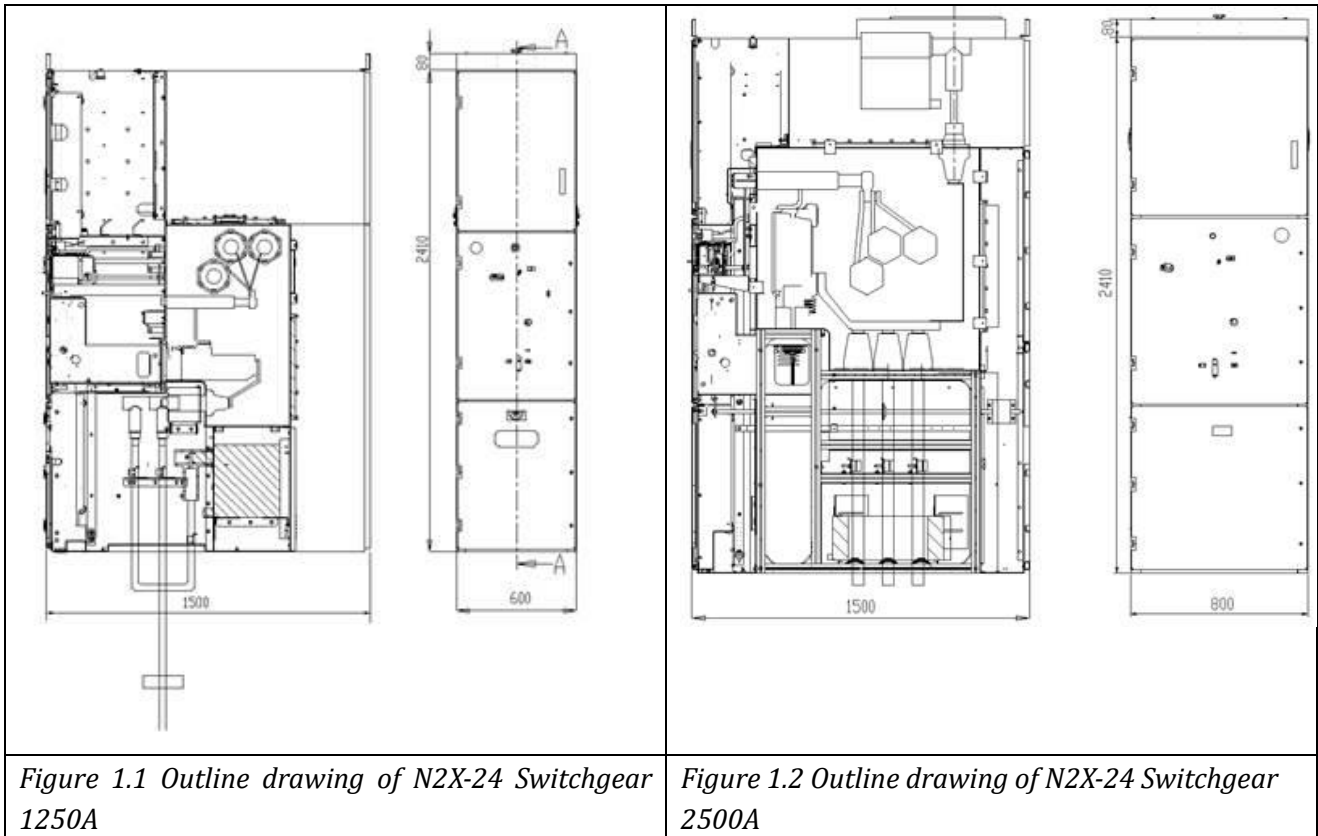 A
80
2410
A
1500
600
80
2410
1500
800
Figure 1.1 Outline drawing of N2X-24 Switchgear
1250A
Figure 1.2 Outline drawing of N2X-24 Switchgear
2500A